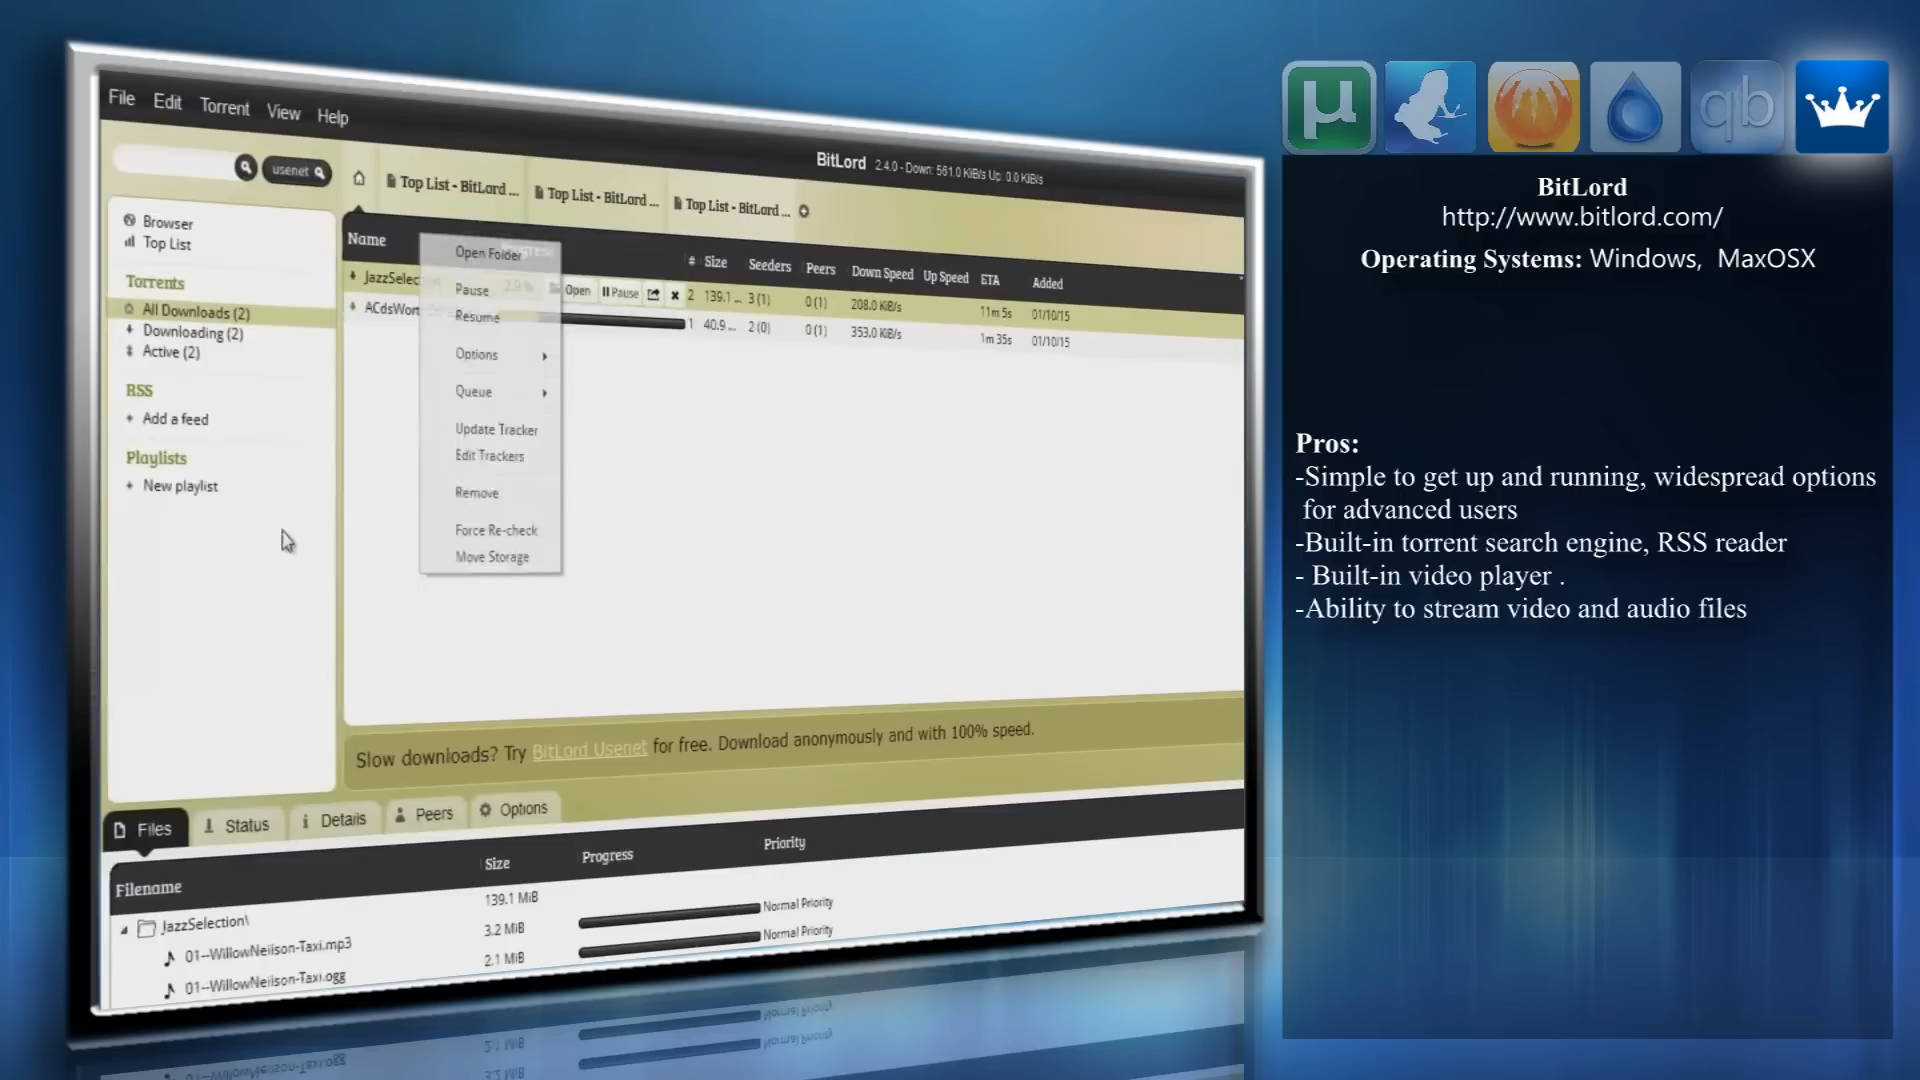 File Edit Torrent View Help
BitLord 2.4.0 - Down: 561.0 KiB/s Up: 0.0 KiB/s
usenet
Top List - BitLord ... Top List - BitLord ... Top List - BitLord ...
Browser
Top List
Torrents
All Downloads (2)
Downloading (2)
Active (2)
RSS
+ Add a feed
Playlists
+ New playlist
Name # Size Seeders Peers Down Speed Up Speed ETA Added
JazzSelec Open Pause 2 139.1 ... 3 (1) 0 (1) 208.0 KiB/s 11m 5s 01/10/15
ACdsWor 1 40.9 ... 2 (0) 0 (1) 353.0 KiB/s 1m 35s 01/10/15
Open Folder
Pause
Resume
Options
Queue
Update Tracker
Edit Trackers
Remove
Force Re-check
Move Storage
Slow downloads? Try BitLord Usenet for free. Download anonymously and with 100% speed.
Files Status Details Peers Options
Filename Size Progress Priority
JazzSelection\ 139.1 MiB
01--WillowNeilson-Taxi.mp3 3.2 MiB Normal Priority
01--WillowNeilson-Taxi.ogg 2.1 MiB Normal Priority
µ
qb
BitLord
http://www.bitlord.com/
Operating Systems: Windows, MaxOSX
Pros:
-Simple to get up and running, widespread options
for advanced users
-Built-in torrent search engine, RSS reader
- Built-in video player .
-Ability to stream video and audio files